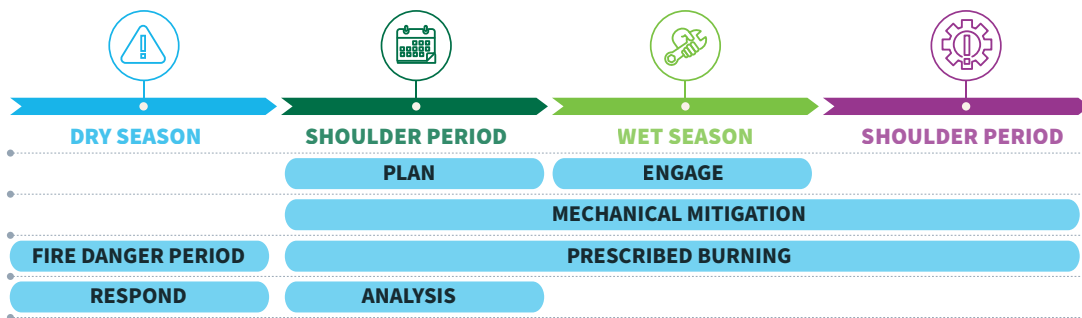 DRY SEASON SHOULDER PERIOD WET SEASON SHOULDER PERIOD
PLAN ENGAGE
MECHANICAL MITIGATION
FIRE DANGER PERIOD PRESCRIBED BURNING
RESPOND ANALYSIS